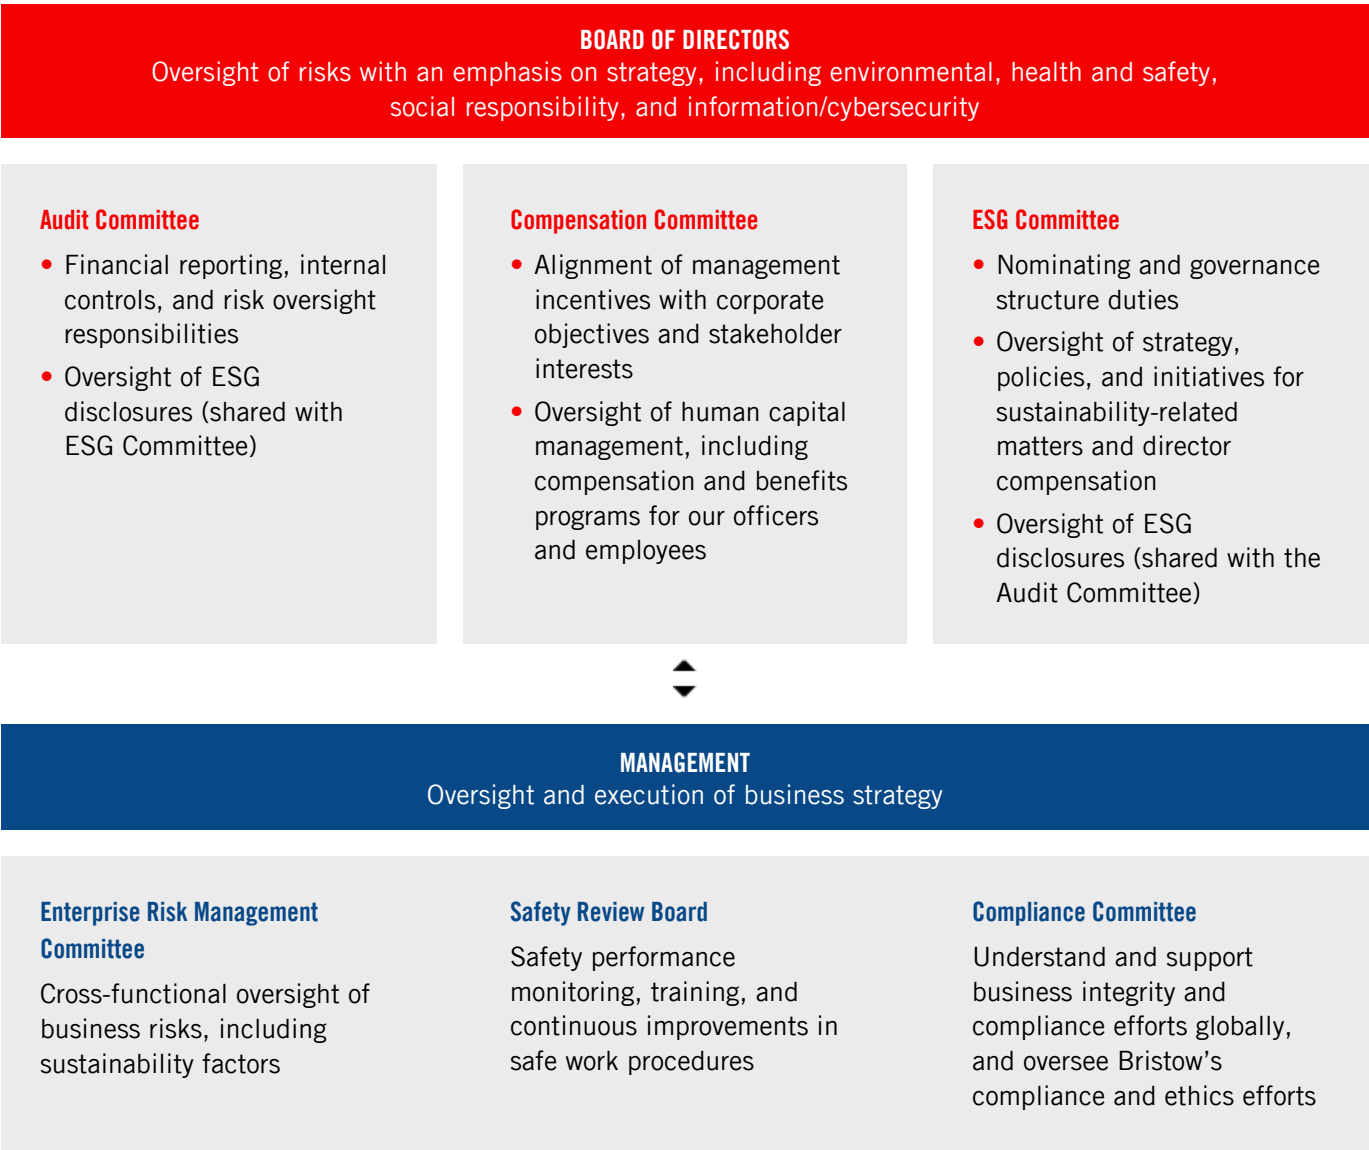 BOARD OF DIRECTORS
Oversight of risks with an emphasis on strategy, including environmental, health and safety,
social responsibility, and information/cybersecurity
Audit Committee
• Financial reporting, internal
controls, and risk oversight
responsibilities
• Oversight of ESG
disclosures (shared with
ESG Committee)
Compensation Committee
• Alignment of management
incentives with corporate
objectives and stakeholder
interests
• Oversight of human capital
management, including
compensation and benefits
programs for our officers
and employees
ESG Committee
• Nominating and governance
structure duties
• Oversight of strategy,
policies, and initiatives for
sustainability-related
matters and director
compensation
• Oversight of ESG
disclosures (shared with the
Audit Committee)
MANAGEMENT
Oversight and execution of business strategy
Enterprise Risk Management
Committee
Cross-functional oversight of
business risks, including
sustainability factors
Safety Review Board
Safety performance
monitoring, training, and
continuous improvements in
safe work procedures
Compliance Committee
Understand and support
business integrity and
compliance efforts globally,
and oversee Bristow’s
compliance and ethics efforts